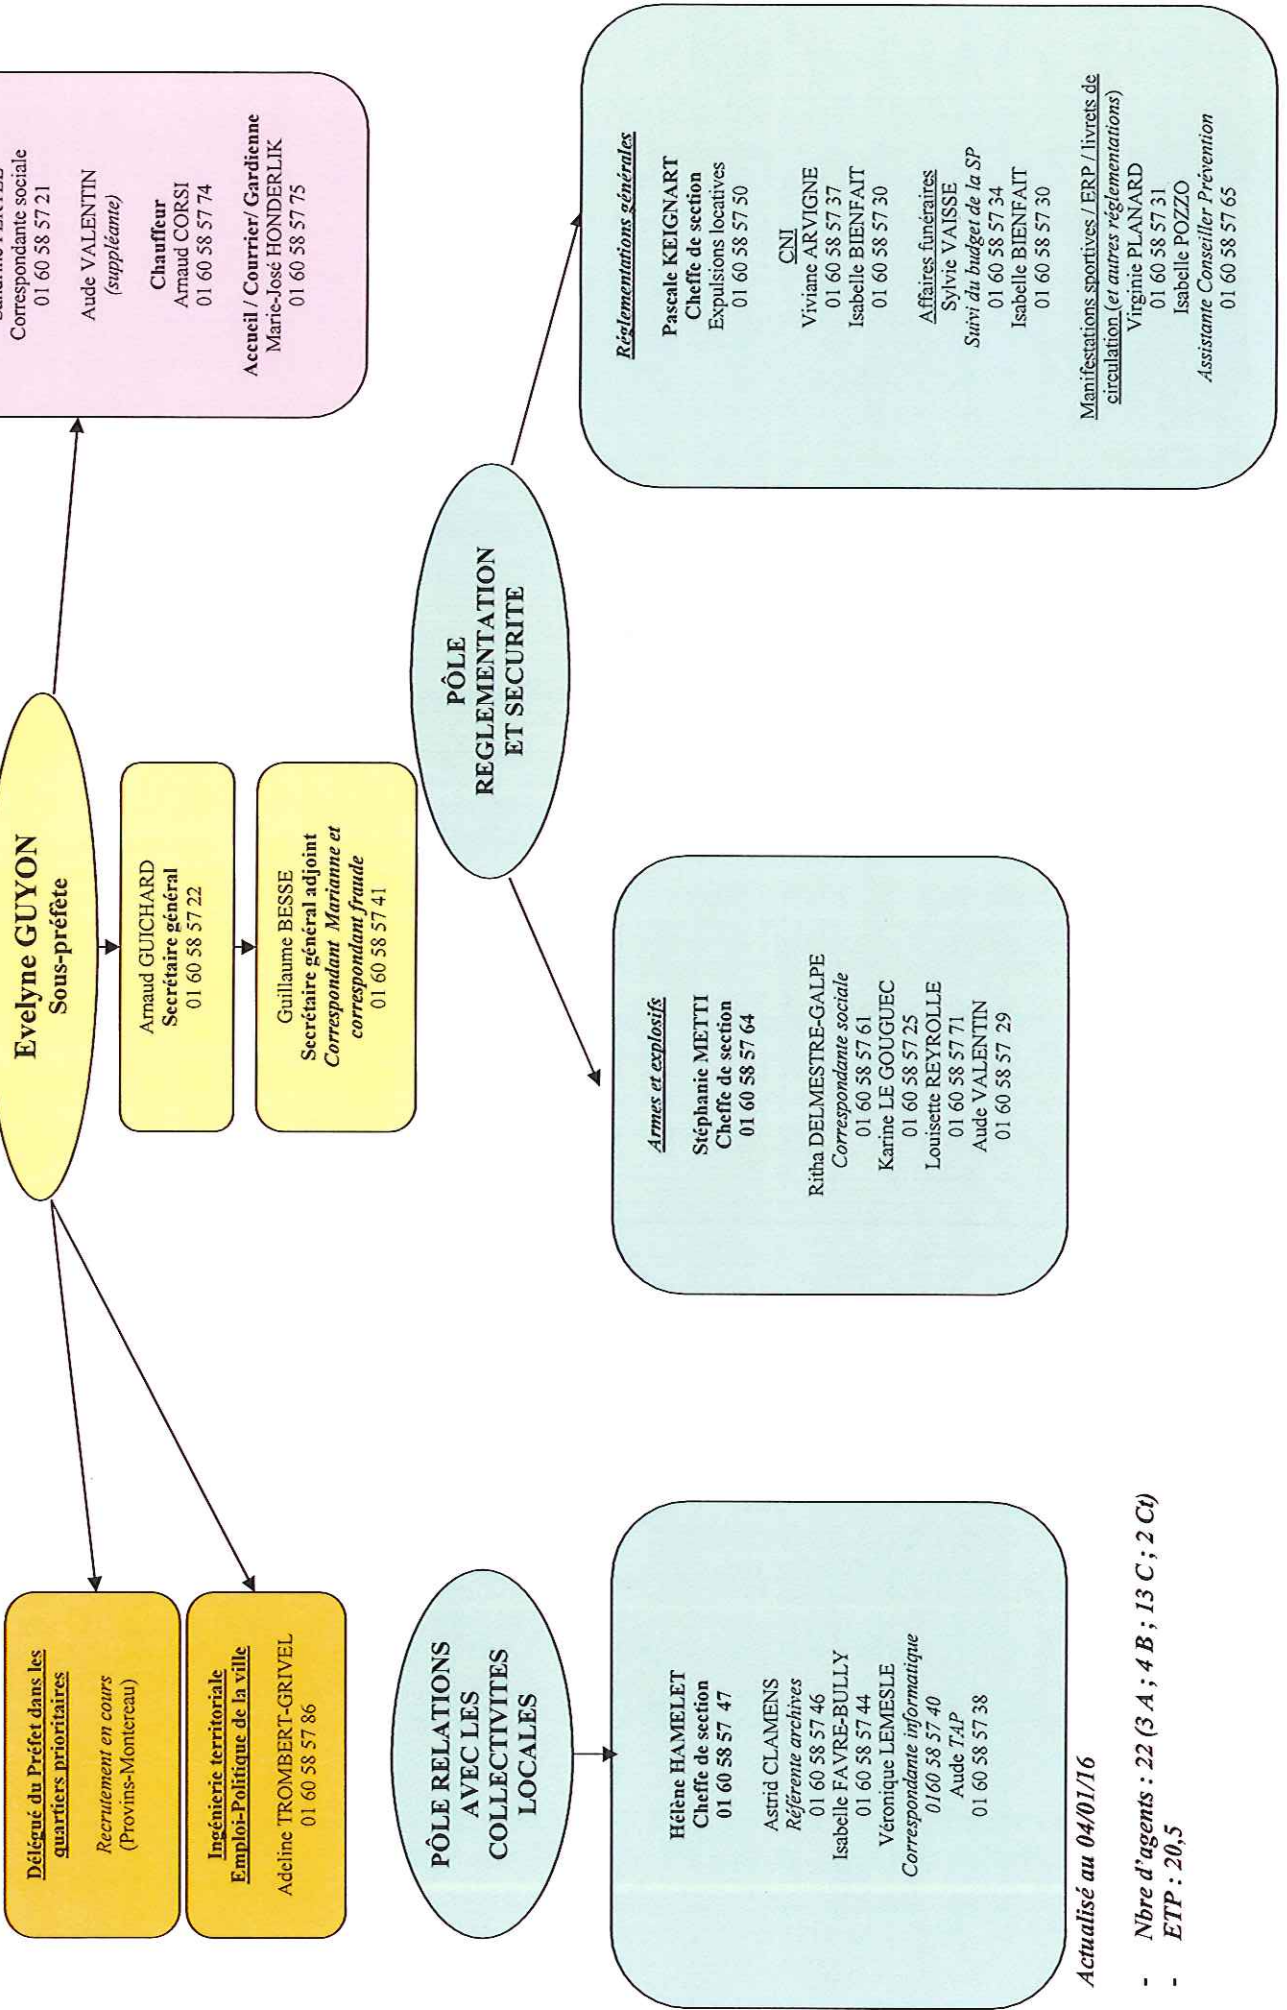 Correspondante sociale
01 60 58 57 21
Aude VALENTIN
(suppléante)
Chauffeur
Arnaud CORSI
01 60 58 57 74
Accueil / Courrier/ Gardienne
Marie-José HONDERLIK
01 60 58 57 75
Evelyne GUYON
Sous-préfète
Arnaud GUICHARD
Secrétaire général
01 60 58 57 22
Guillaume BESSE
Secrétaire général adjoint
Correspondant Marianne et
correspondant fraude
01 60 58 57 41
Délégué du Préfet dans les
quartiers prioritaires
Recrutement en cours
(Provins-Montereau)
Ingénierie territoriale
Emploi-Politique de la ville
Adeline TROMBERT-GRIVEL
01 60 58 57 86
PÔLE RELATIONS
AVEC LES
COLLECTIVITES
LOCALES
Hélène HAMELET
Cheffe de section
01 60 58 57 47
Astrid CLAMENS
Référente archives
01 60 58 57 46
Isabelle FAVRE-BULLY
01 60 58 57 44
Véronique LEMESLE
Correspondante informatique
0160 58 57 40
Aude TAP
01 60 58 57 38
PÔLE
REGLEMENTATION
ET SECURITE
Armes et explosifs
Stéphanie METTI
Cheffe de section
01 60 58 57 64
Ritha DELMESTRE-GALPE
Correspondante sociale
01 60 58 57 61
Karine LE GOUGUEC
01 60 58 57 25
Louisette REYROLLE
01 60 58 57 71
Aude VALENTIN
01 60 58 57 29
Réglementations générales
Pascale KEIGNART
Cheffe de section
Expulsions locatives
01 60 58 57 50
CNI
Viviane ARVIGNE
01 60 58 57 37
Isabelle BIENFAIT
01 60 58 57 30
Affaires funéraires
Sylvie VAISSE
Suivi du budget de la SP
01 60 58 57 34
Isabelle BIENFAIT
01 60 58 57 30
Manifestations sportives / ERP / livrets de
circulation (et autres réglementations)
Virginie PLANARD
01 60 58 57 31
Isabelle POZZO
Assistante Conseiller Prévention
01 60 58 57 65
Actualisé au 04/01/16
- Nbre d'agents : 22 (3 A ; 4 B ; 13 C ; 2 Ct)
- ETP : 20,5